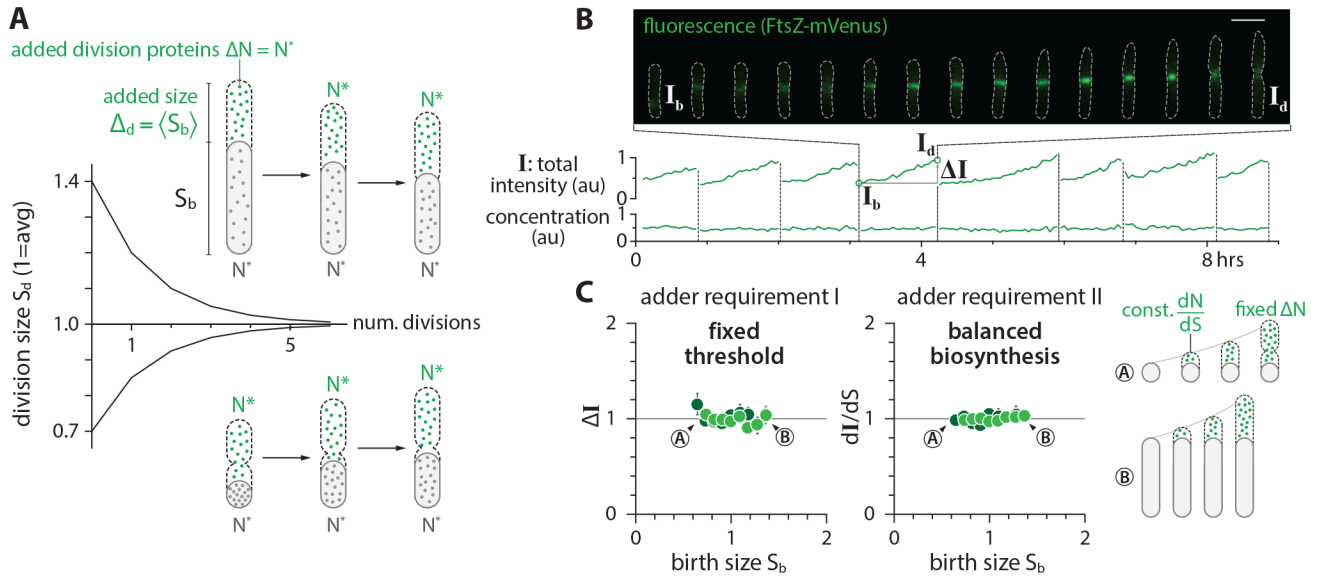 A
added division proteins ΔN = N*
added size
Δd = ⟨Sb⟩
Sb
N*
N*
N*
N*
N*
division size Sd (1=avg)
1.4
1.0
0.7
1
5
num. divisions
N*
N*
N*
N*
N*
N*
B
fluorescence (FtsZ-mVenus)
Ib
Id
I: total
intensity (au)
1
0
Id
ΔI
Ib
concentration
(au)
1
0
0
4
8 hrs
C
adder requirement I
fixed
threshold
ΔI
2
1
0
A
B
0
1
2
birth size Sb
adder requirement II
balanced
biosynthesis
dI/dS
2
1
0
A
B
0
1
2
birth size Sb
const. dN
dS
fixed ΔN
A
B